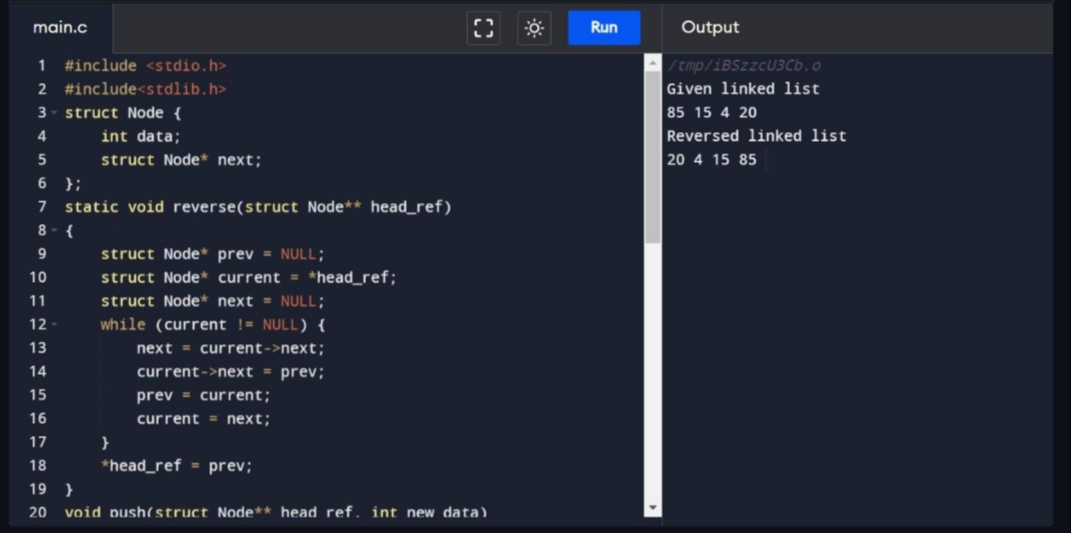 main.c
Run
Output
1 #include <stdio.h>
2 #include<stdlib.h>
3 struct Node {
4 int data;
5 struct Node* next;
6 };
7 static void reverse(struct Node** head_ref)
8 {
9 struct Node* prev = NULL;
10 struct Node* current = *head_ref;
11 struct Node* next = NULL;
12 while (current != NULL) {
13 next = current->next;
14 current->next = prev;
15 prev = current;
16 current = next;
17 }
18 *head_ref = prev;
19 }
20 void push(struct Node** head_ref, int new_data)
/tmp/iBSzzcU3Cb.o
Given linked list
85 15 4 20
Reversed linked list
20 4 15 85